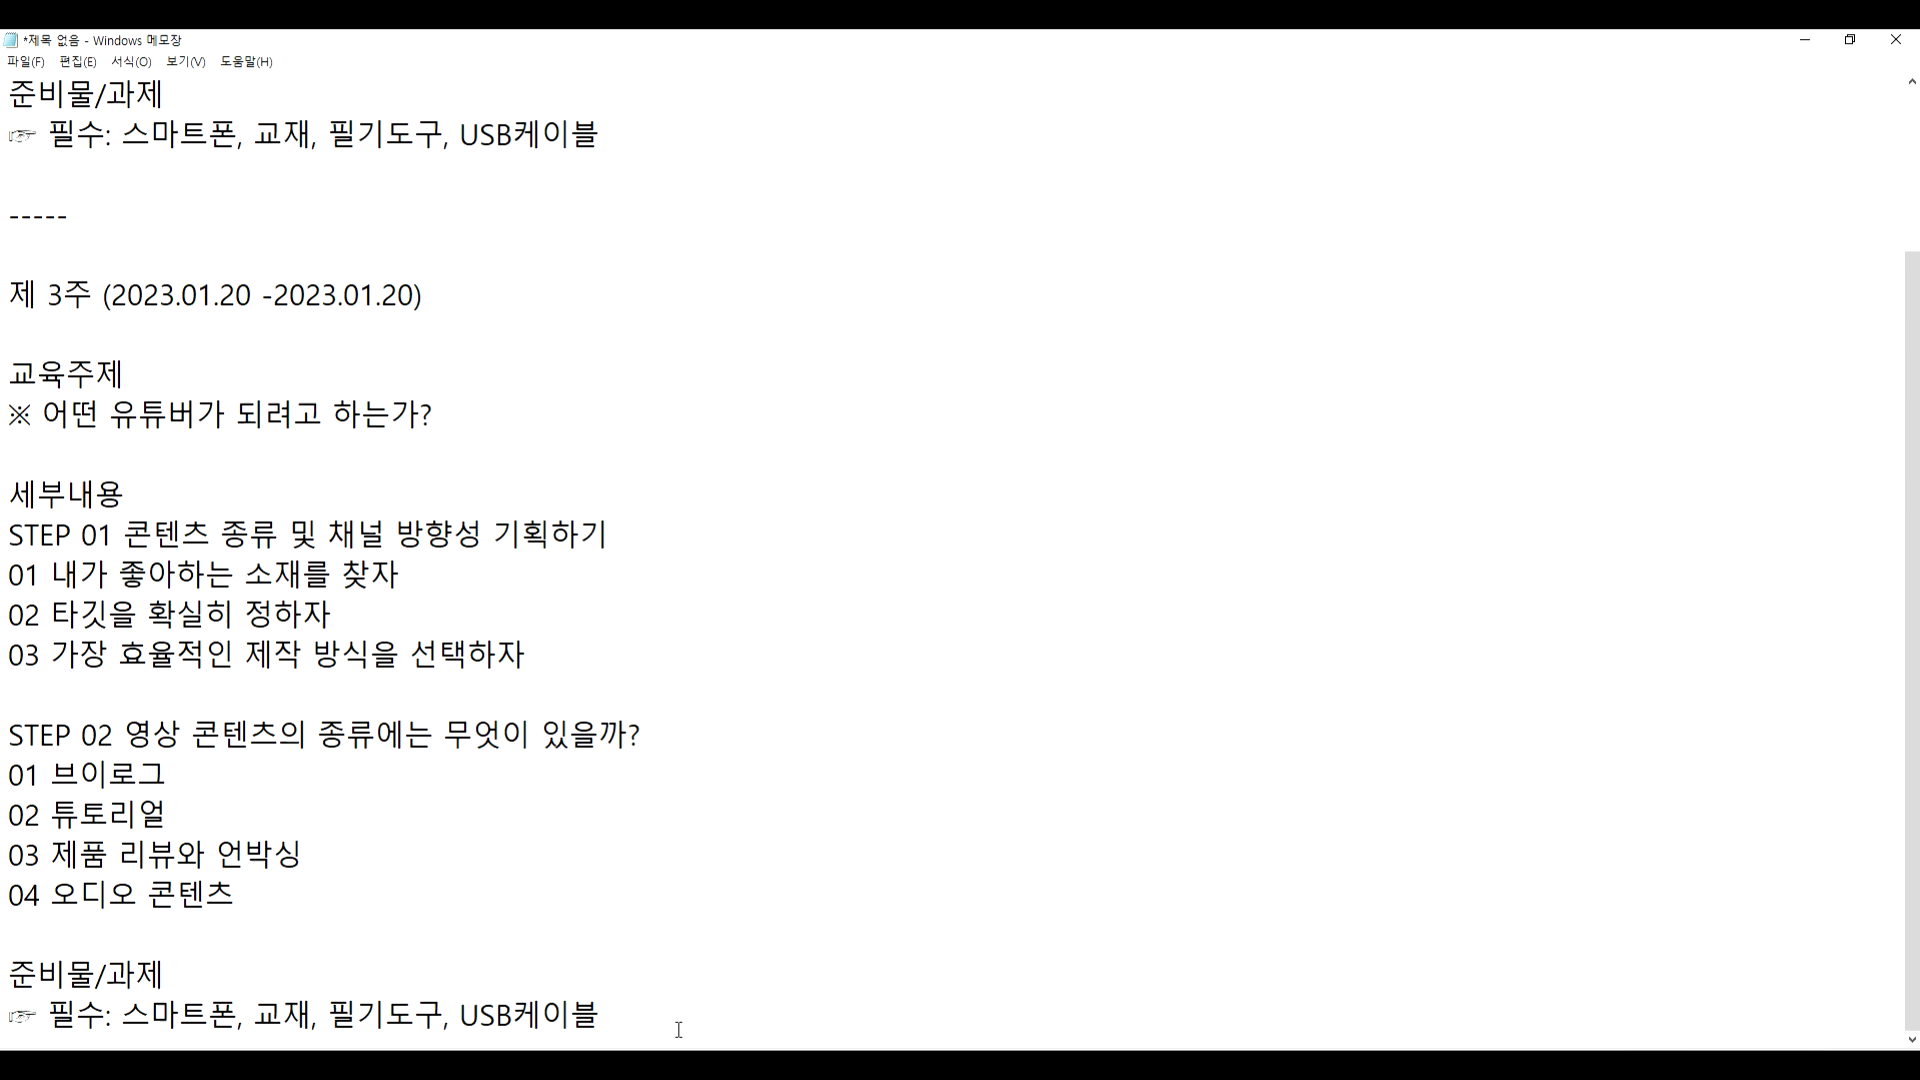 *제목 없음 - Windows 메모장
파일(F) 편집(E) 서식(O) 보기(V) 도움말(H)
준비물/과제
☞ 필수: 스마트폰, 교재, 필기도구, USB케이블
-----
제 3주 (2023.01.20 -2023.01.20)
교육주제
※ 어떤 유튜버가 되려고 하는가?
세부내용
STEP 01 콘텐츠 종류 및 채널 방향성 기획하기
01 내가 좋아하는 소재를 찾자
02 타깃을 확실히 정하자
03 가장 효율적인 제작 방식을 선택하자
STEP 02 영상 콘텐츠의 종류에는 무엇이 있을까?
01 브이로그
02 튜토리얼
03 제품 리뷰와 언박싱
04 오디오 콘텐츠
준비물/과제
☞ 필수: 스마트폰, 교재, 필기도구, USB케이블